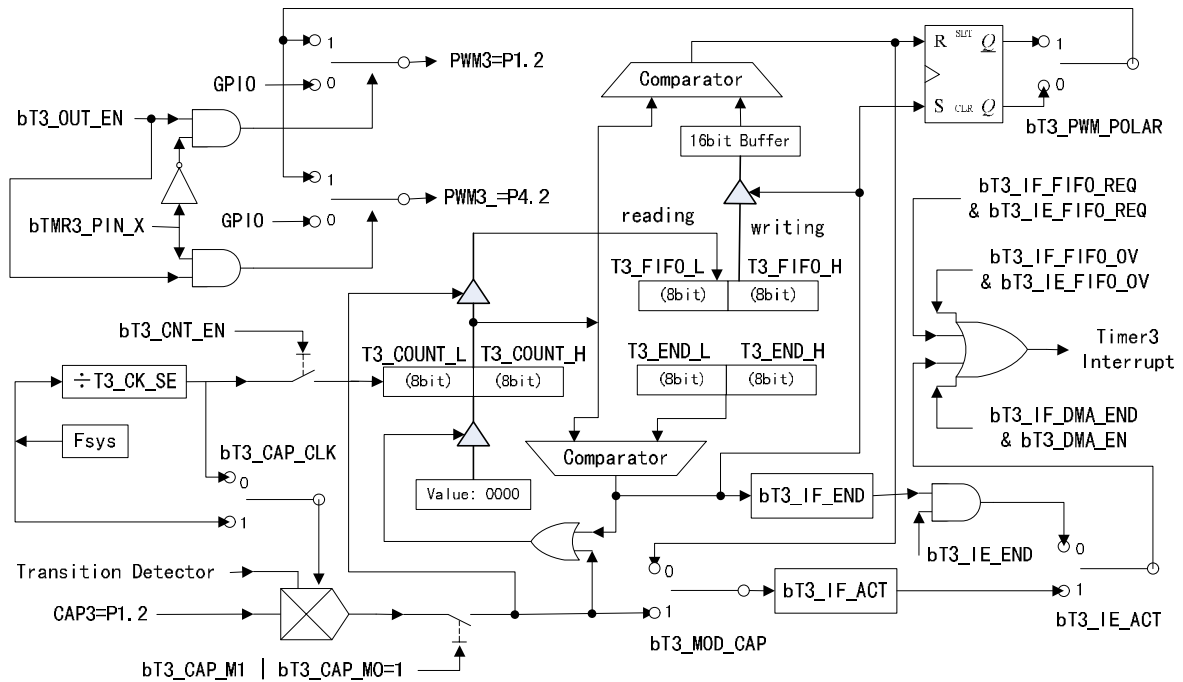 1
PWM3=P1.2
GPIO
0
bT3_OUT_EN
1
PWM3_=P4.2
GPIO
0
bTMR3_PIN_X
Comparator
16bit Buffer
reading
writing
R SET Q
S CLR Q
1
0
bT3_PWM_POLAR
bT3_IF_FIFO_REQ
& bT3_IE_FIFO_REQ
bT3_IF_FIFO_OV
& bT3_IE_FIFO_OV
Timer3
Interrupt
bT3_IF_DMA_END
& bT3_DMA_EN
T3_FIFO_L T3_FIFO_H
(8bit) (8bit)
bT3_CNT_EN
T3_COUNT_L T3_COUNT_H
(8bit) (8bit)
T3_END_L T3_END_H
(8bit) (8bit)
÷T3_CK_SE
Fsys
bT3_CAP_CLK
0
1
Value: 0000
Comparator
bT3_IF_END
bT3_IE_END
0
1
bT3_IE_ACT
Transition Detector
CAP3=P1.2
0
1
bT3_MOD_CAP
bT3_IF_ACT
bT3_CAP_M1 | bT3_CAP_M0=1